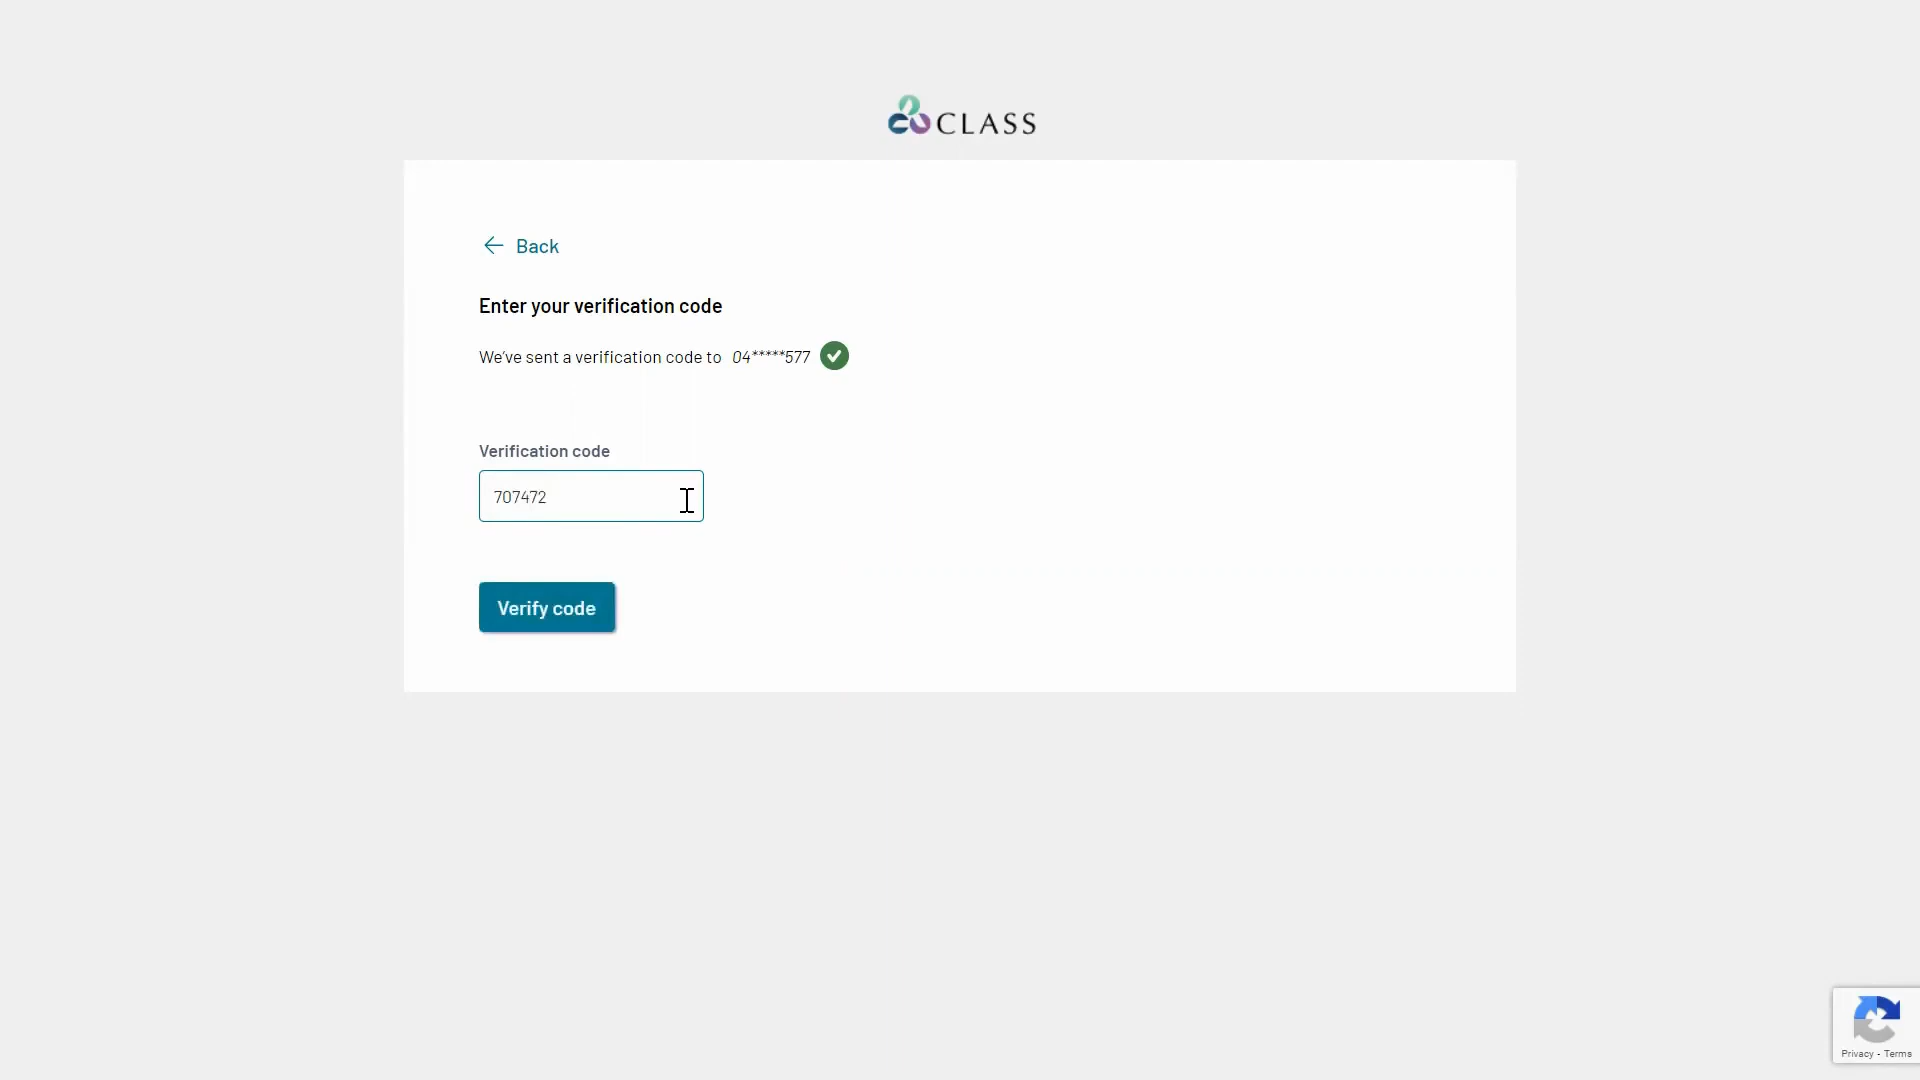 CLASS
Back
Enter your verification code
We've sent a verification code to 04*****577
Verification code
707472
Verify code
Privacy - Terms